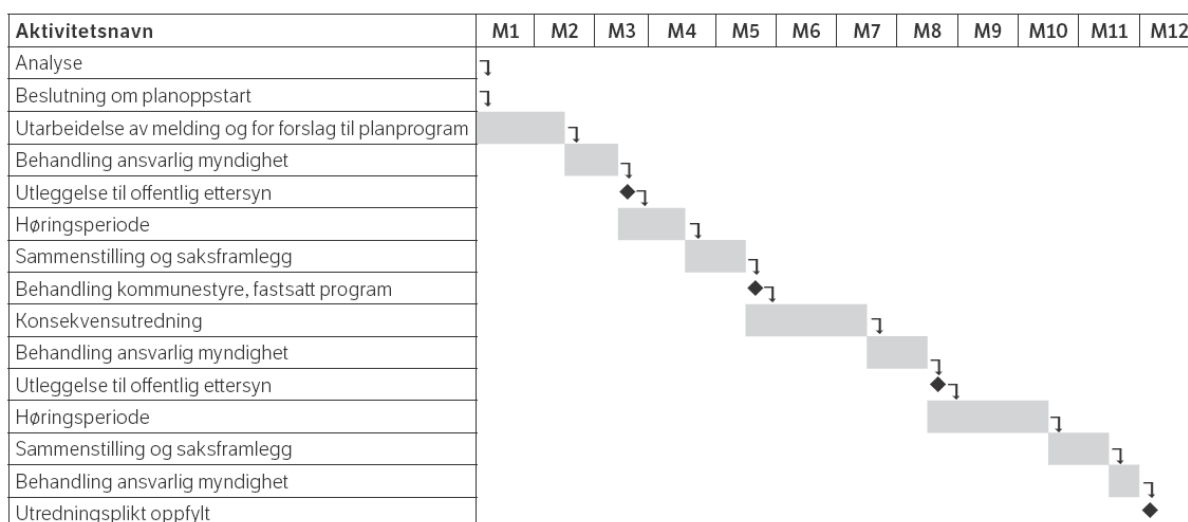 Aktivitetsnavn M1 M2 M3 M4 M5 M6 M7 M8 M9 M10 M11 M12
Analyse
Beslutning om planoppstart
Utarbeidelse av melding og for forslag til planprogram
Behandling ansvarlig myndighet
Utleggelse til offentlig ettersyn
Høringsperiode
Sammenstilling og saksframlegg
Behandling kommunestyre, fastsatt program
Konsekvensutredning
Behandling ansvarlig myndighet
Utleggelse til offentlig ettersyn
Høringsperiode
Sammenstilling og saksframlegg
Behandling ansvarlig myndighet
Utredningsplikt oppfylt